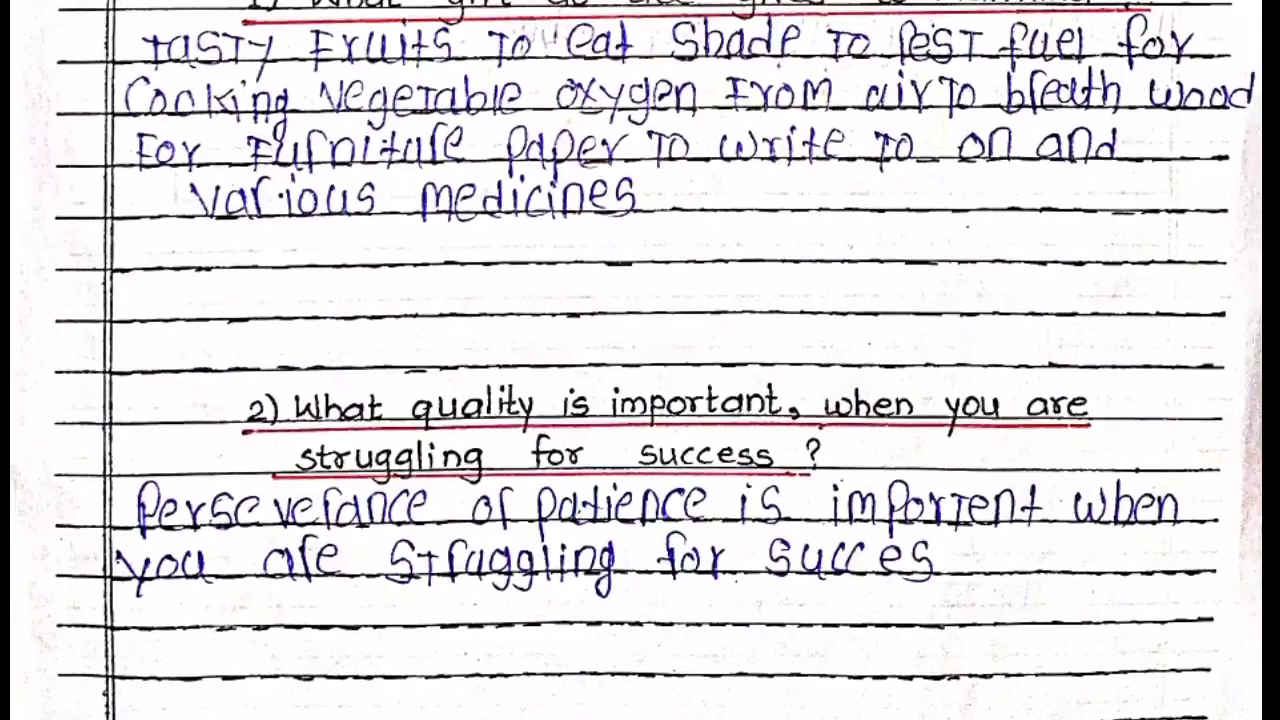 TASTY Fruits To eat Shade To rest fuel for
Cooking vegetable oxygen From air To breath wood
For Furniture paper To write To on and
various medicines
2) What quality is important, when you are
struggling for success ?
Perseverance or patience is imporTent when
you are struggling for succes